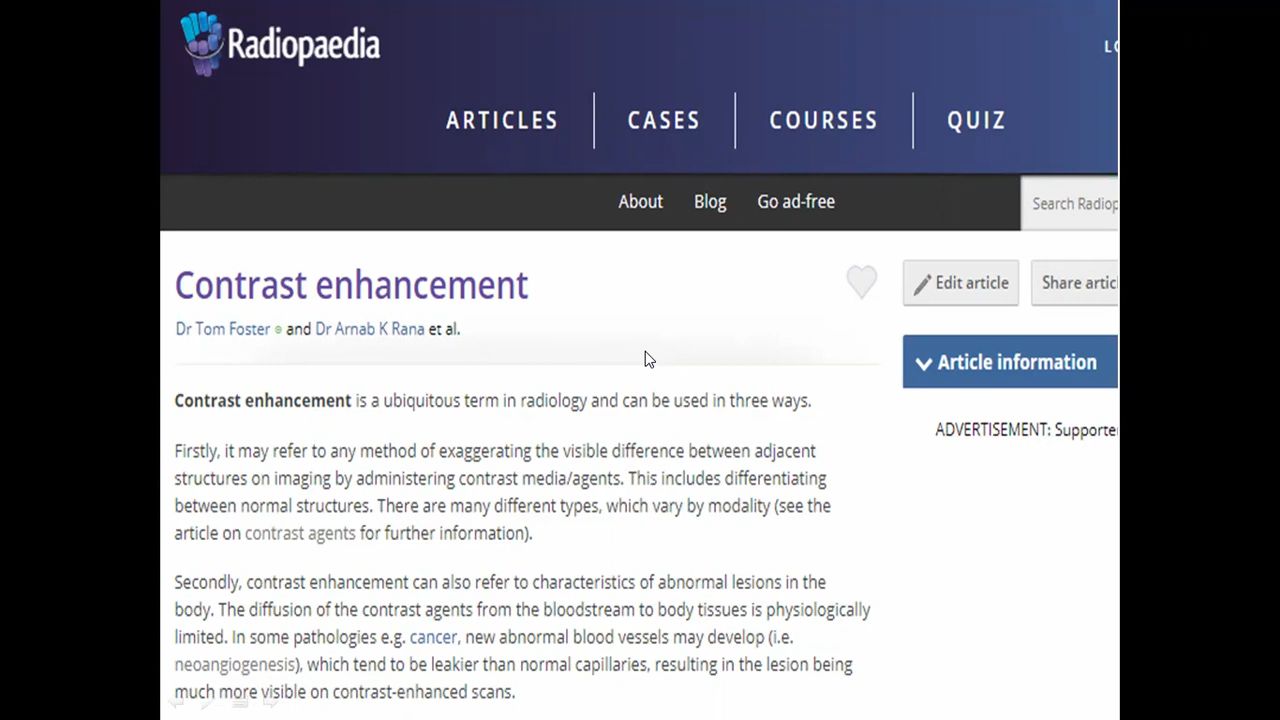 Radiopaedia
ARTICLES
CASES
COURSES
QUIZ
About
Blog
Go ad-free
Search
Contrast enhancement
Edit article
Share
Dr Tom Foster and Dr Arnab K Rana et al.
Article information
Contrast enhancement is a ubiquitous term in radiology and can be used in three ways.
ADVERTISEMENT:
Firstly, it may refer to any method of exaggerating the visible difference between adjacent
structures on imaging by administering contrast media/agents. This includes differentiating
between normal structures. There are many different types, which vary by modality (see the
article on contrast agents for further information).
Secondly, contrast enhancement can also refer to characteristics of abnormal lesions in the
body. The diffusion of the contrast agents from the bloodstream to body tissues is physiologically
limited. In some pathologies e.g. cancer, new abnormal blood vessels may develop (i.e.
neoangiogenesis), which tend to be leakier than normal capillaries, resulting in the lesion being
much more visible on contrast-enhanced scans.